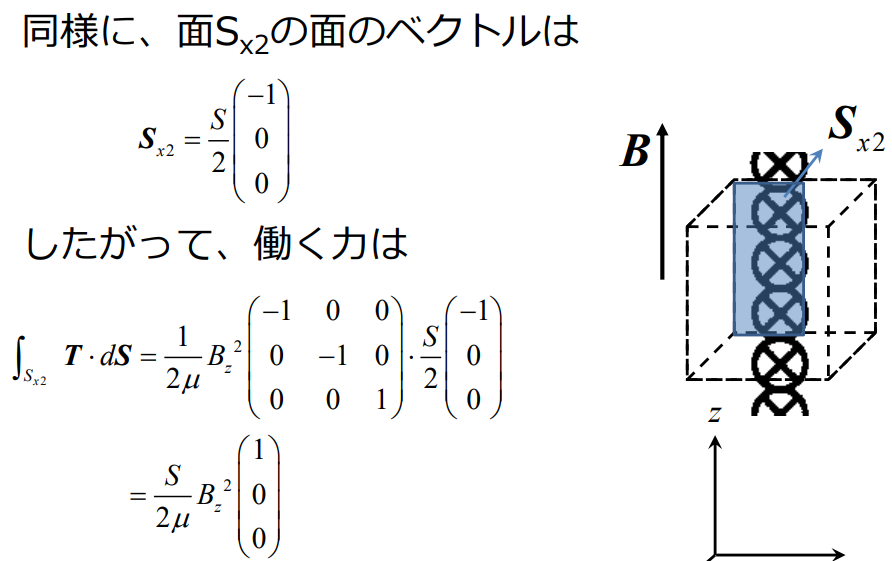 同様に、面Sx2の面のベクトルは
Sx2 = S/2 (−1 0 0)
B
Sx2
したがって、働く力は
∫Sx2 T · dS = 1/2μ Bz² (−1 0 0 0 −1 0 0 0 1) · S/2 (−1 0 0)
= S/2μ Bz² (1 0 0)
z